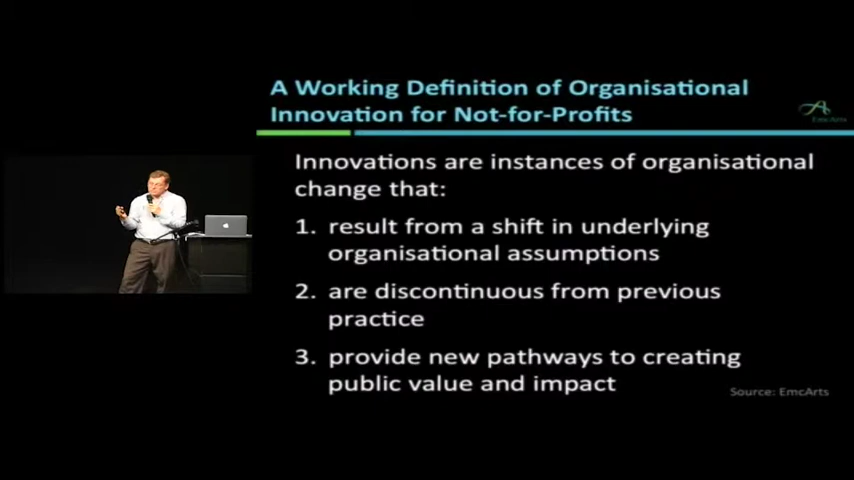 A Working Definition of Organisational
Innovation for Not-for-Profits
EmcArts
Innovations are instances of organisational
change that:
1. result from a shift in underlying
organisational assumptions
2. are discontinuous from previous
practice
3. provide new pathways to creating
public value and impact
Source: EmcArts